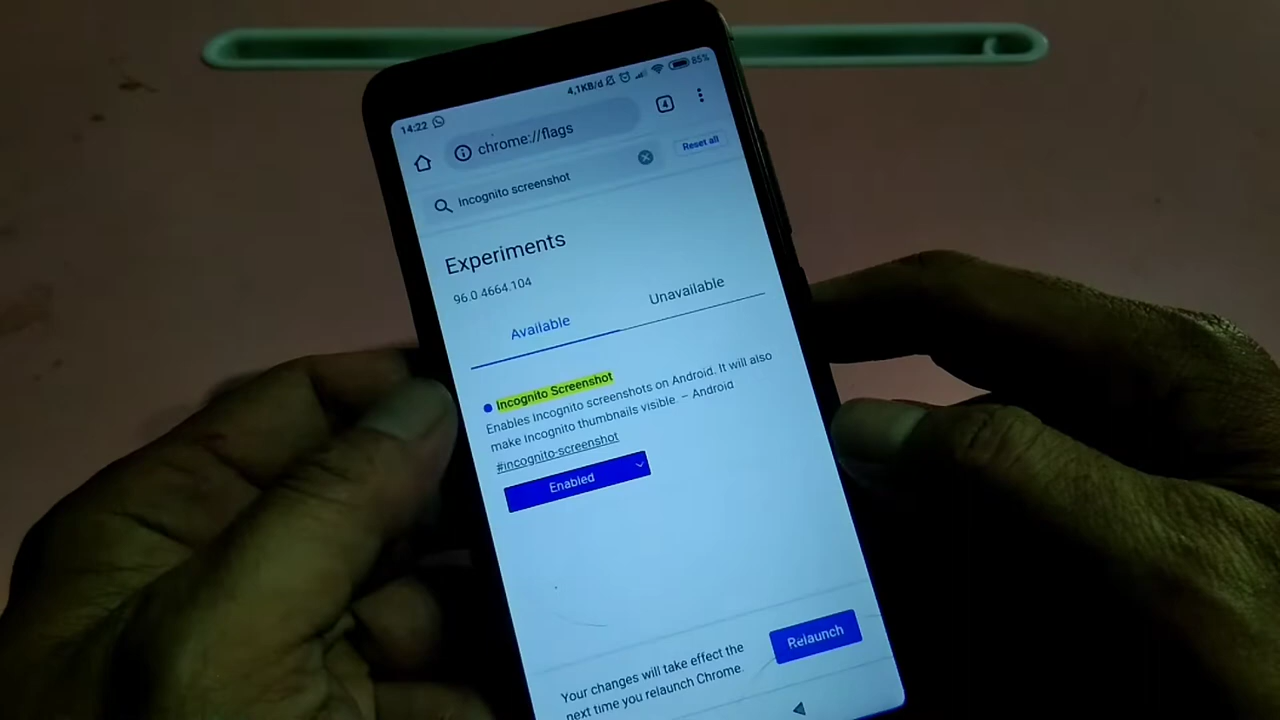 14:22
4,1KB/d
85%
chrome://flags
4
Incognito screenshot
Reset all
Experiments
96.0.4664.104
Available
Unavailable
Incognito Screenshot
Enables Incognito screenshots on Android. It will also
make Incognito thumbnails visible. – Android
#incognito-screenshot
Enabled
Your changes will take effect the
next time you relaunch Chrome.
Relaunch